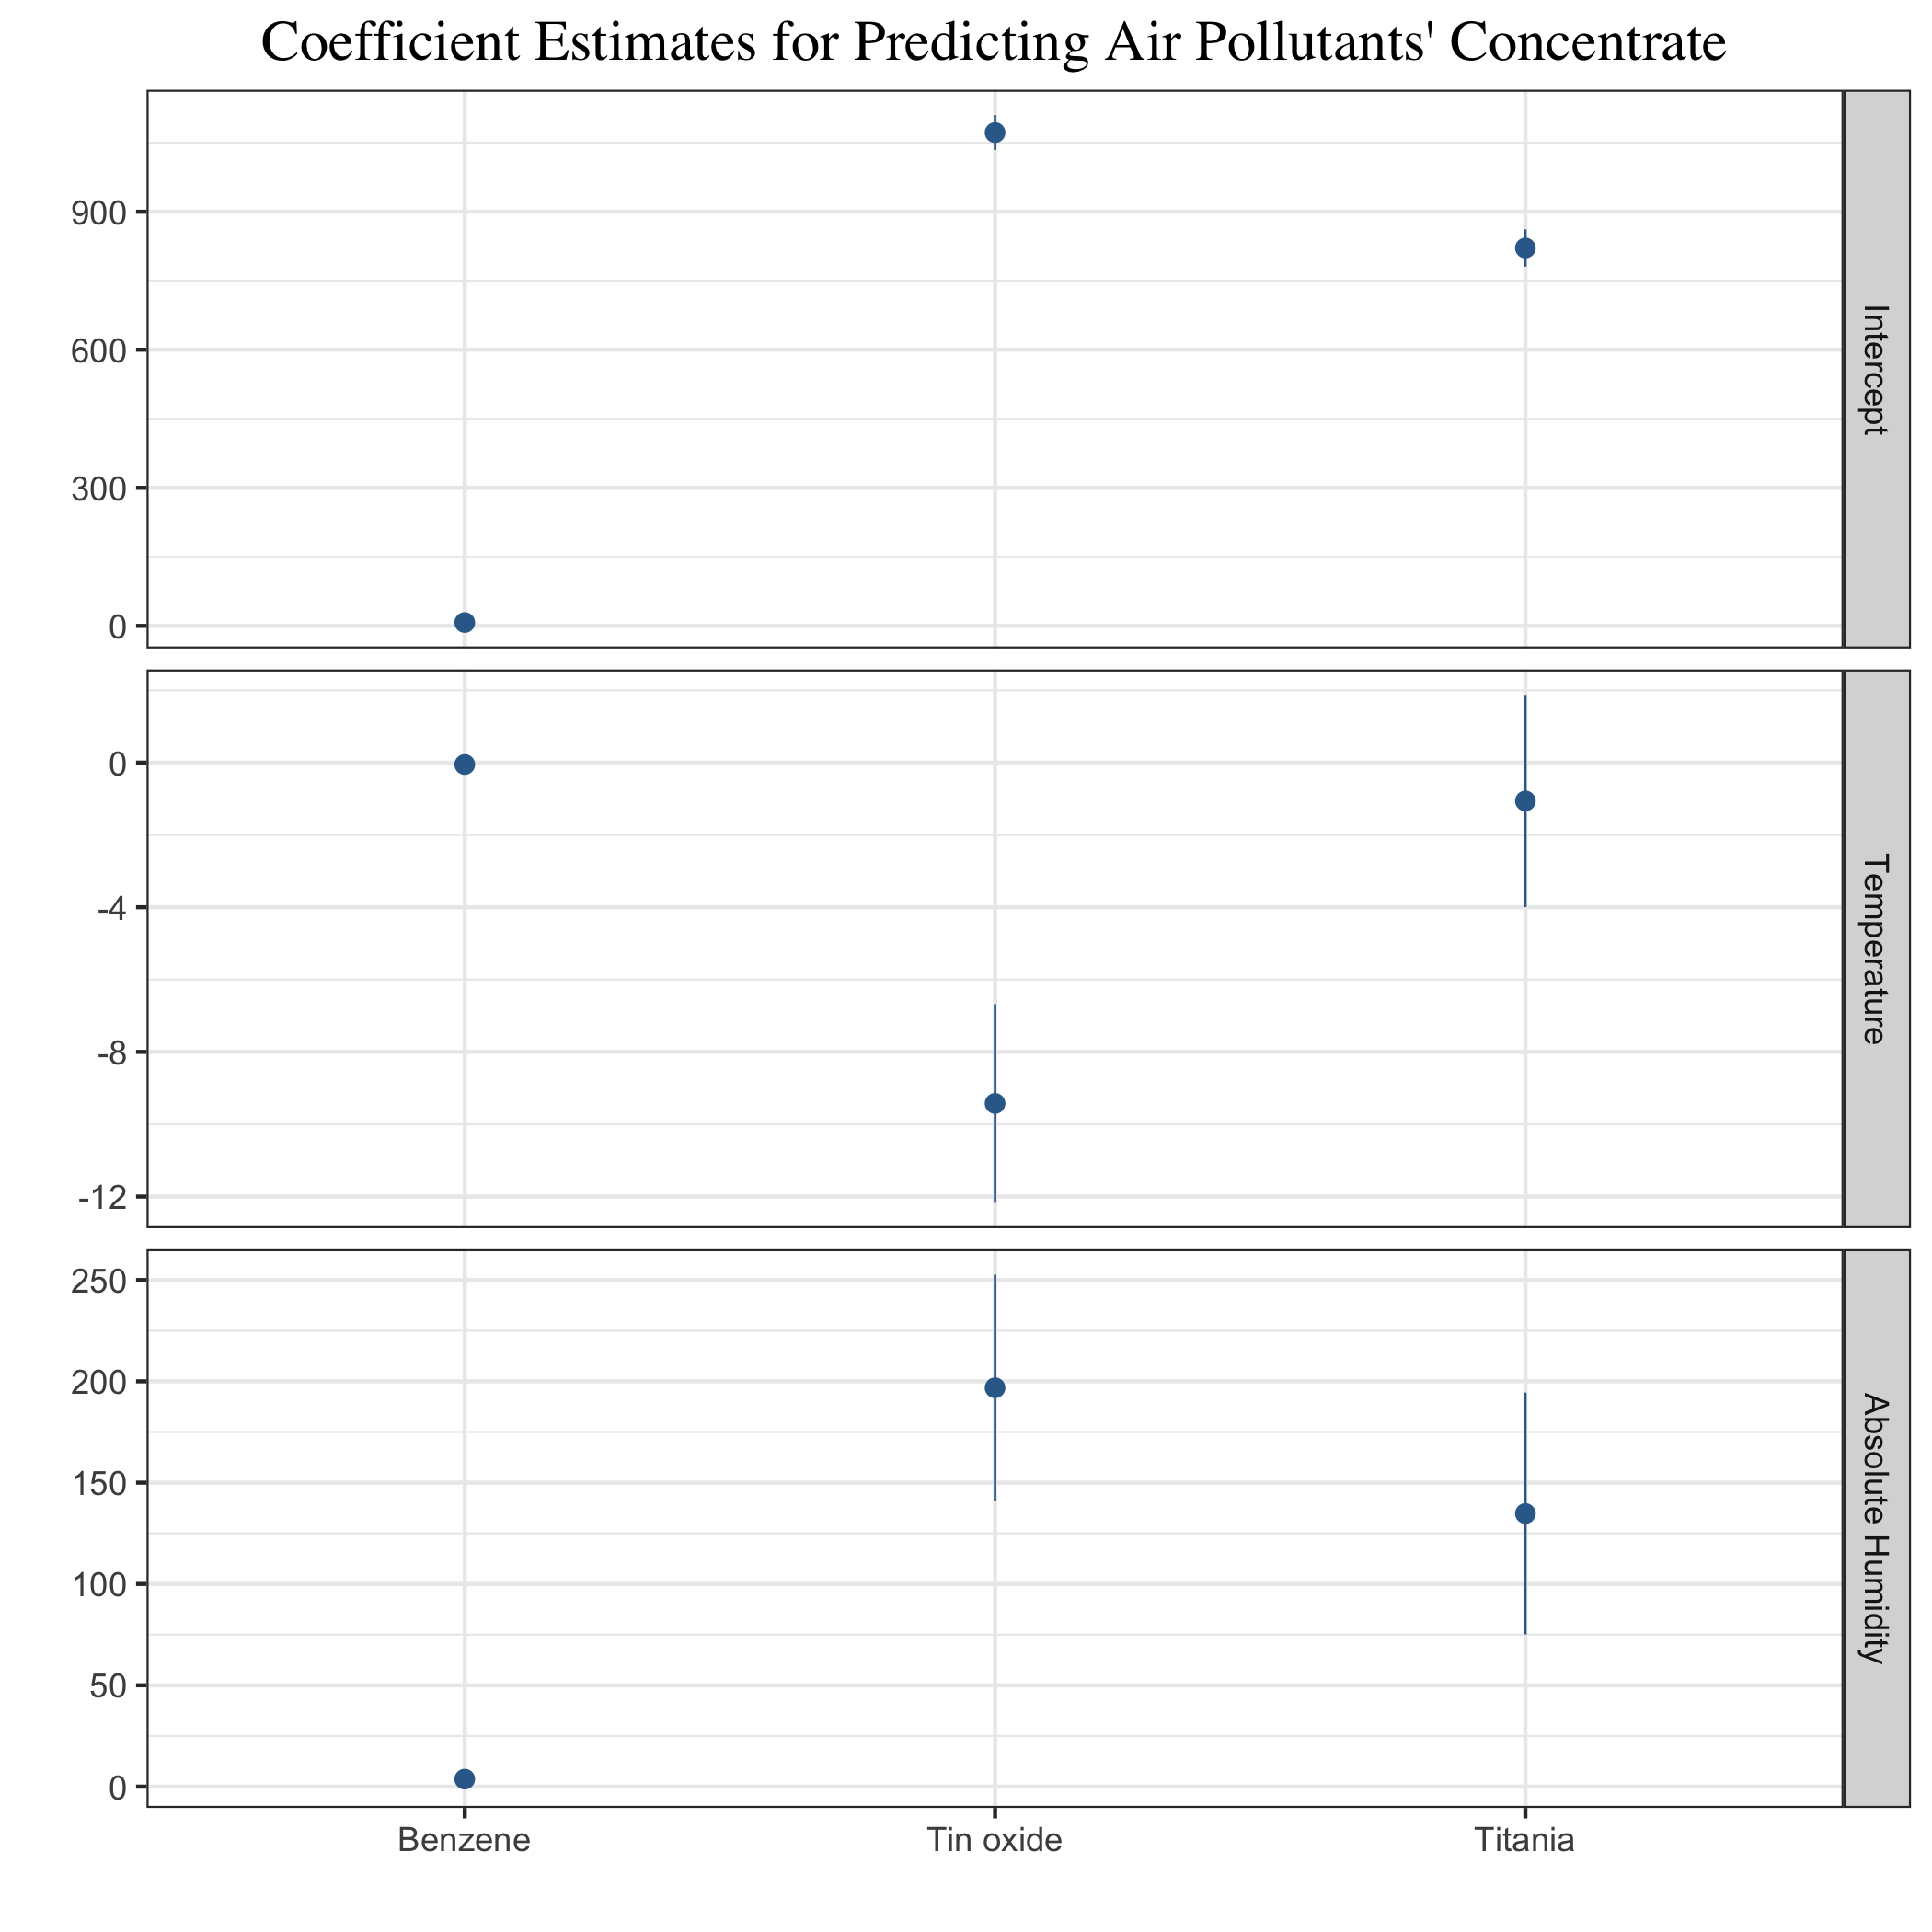 Coefficient Estimates for Predicting Air Pollutants' Concentrate
900
600
300
0
Intercept
0
-4
-8
-12
Temperature
250
200
150
100
50
0
Absolute Humidity
Benzene Tin oxide Titania